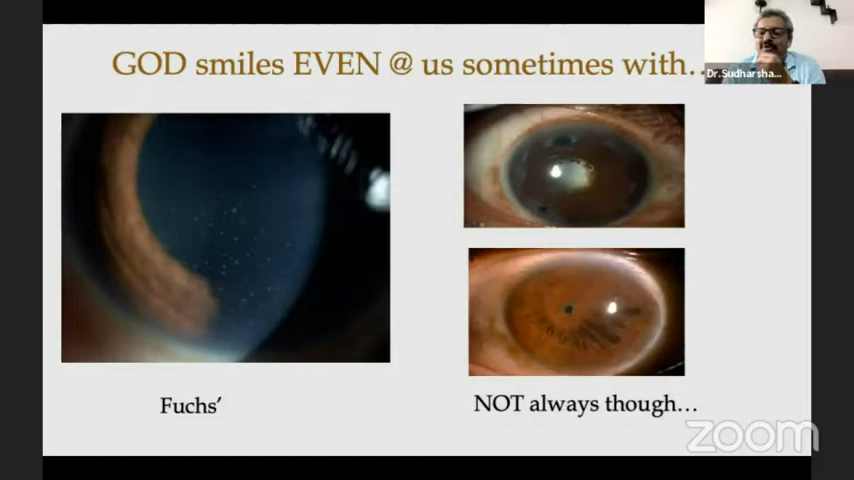 GOD smiles EVEN @ us sometimes with..
Dr.Sudharsha...
Fuchs’
NOT always though...
zoom